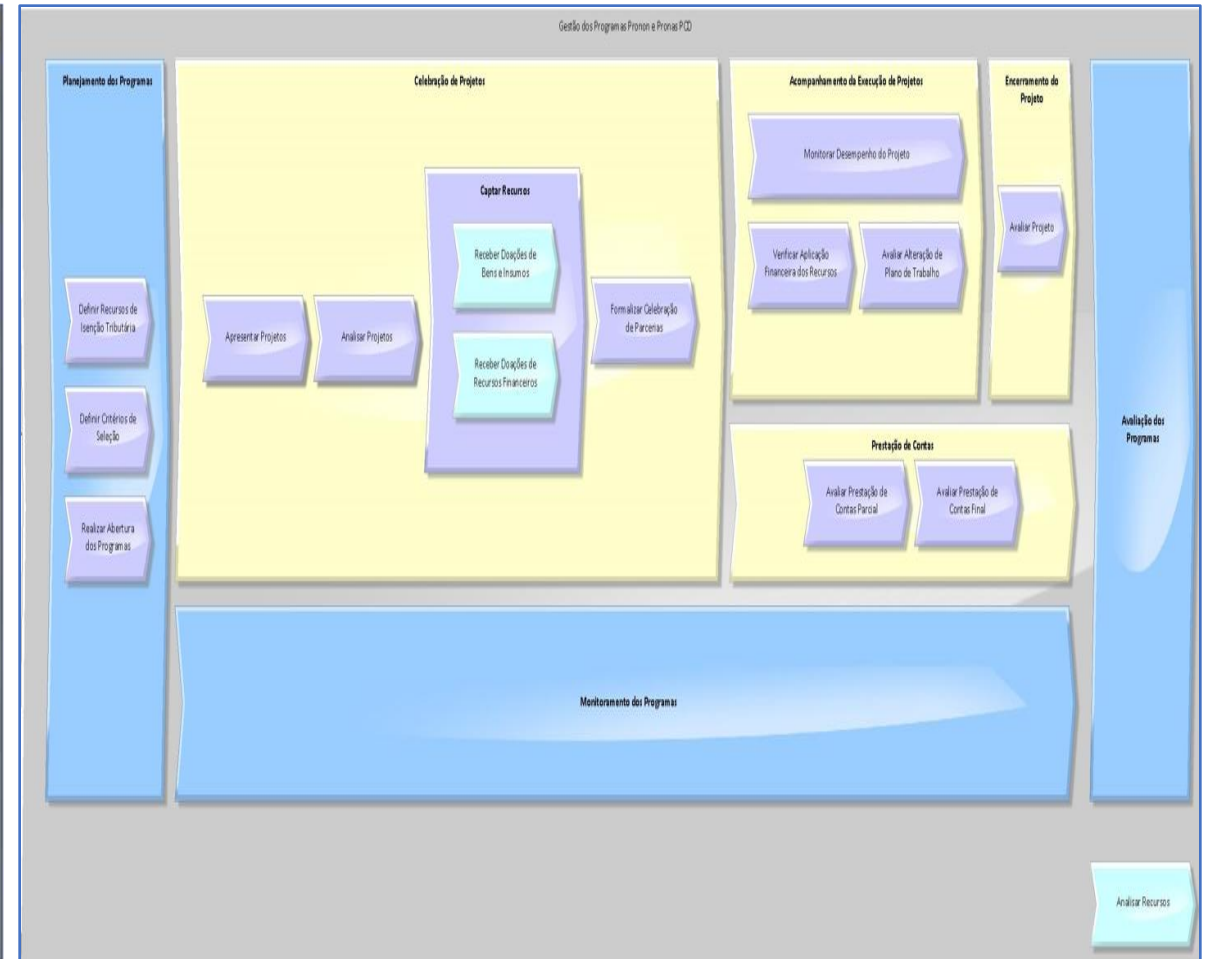 Gestão dos Programas Pronon e Pronas PCD
Planejamento dos Programas
Definir Recursos de
Isenção Tributária
Definir Critérios de
Seleção
Realizar Abertura
dos Programas
Celebração de Projetos
Apresentar Projetos
Analisar Projetos
Captar Recursos
Receber Doações de
Bens e Insumos
Receber Doações de
Recursos Financeiros
Formalizar Celebração
de Parcerias
Acompanhamento da Execução de Projetos
Monitorar Desempenho do Projeto
Verificar Aplicação
Financeira dos Recursos
Avaliar Alteração de
Plano de Trabalho
Encerramento do
Projeto
Avaliar Projeto
Prestação de Contas
Avaliar Prestação de
Contas Parcial
Avaliar Prestação de
Contas Final
Monitoramento dos Programas
Avaliação dos
Programas
Analisar Recursos